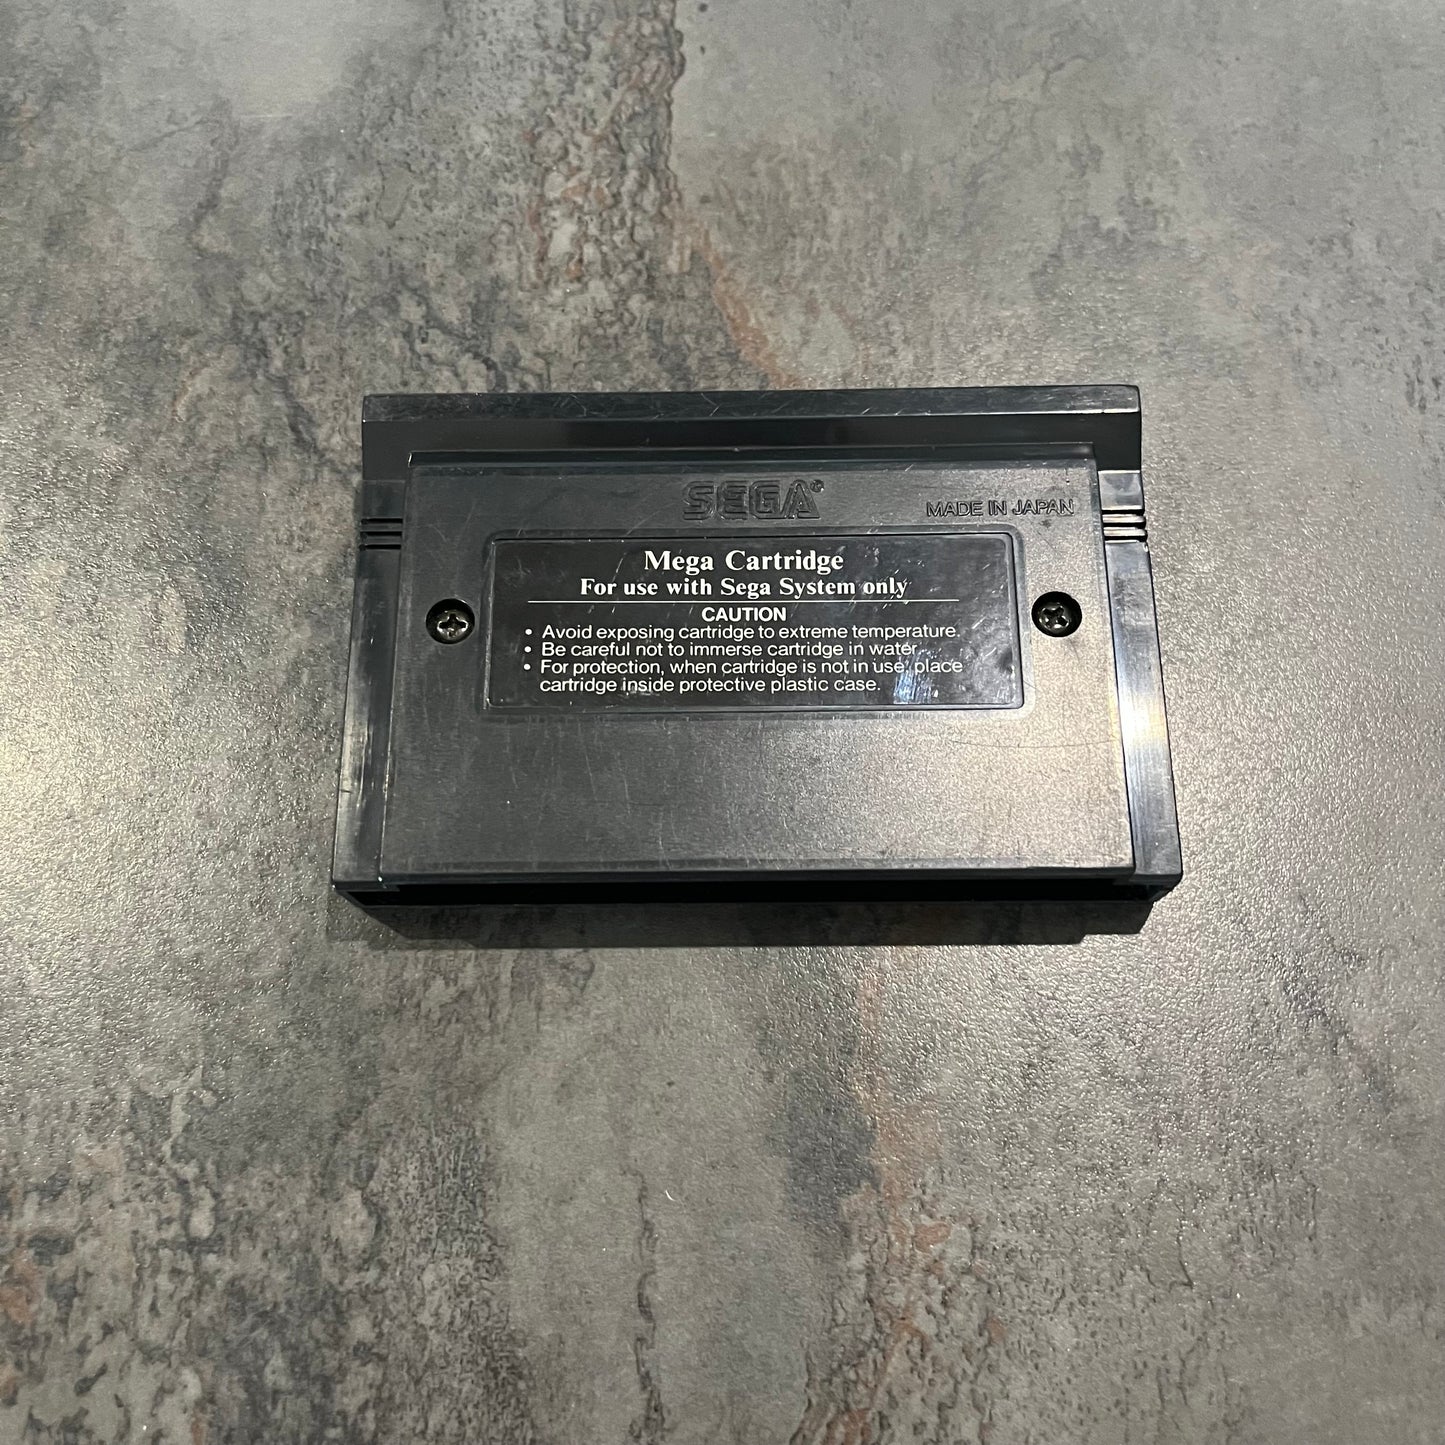 SEGA®
MADE IN JAPAN
Mega Cartridge
For use with Sega System only
CAUTION
• Avoid exposing cartridge to extreme temperature.
• Be careful not to immerse cartridge in water.
• For protection, when cartridge is not in use, place
cartridge inside protective plastic case.